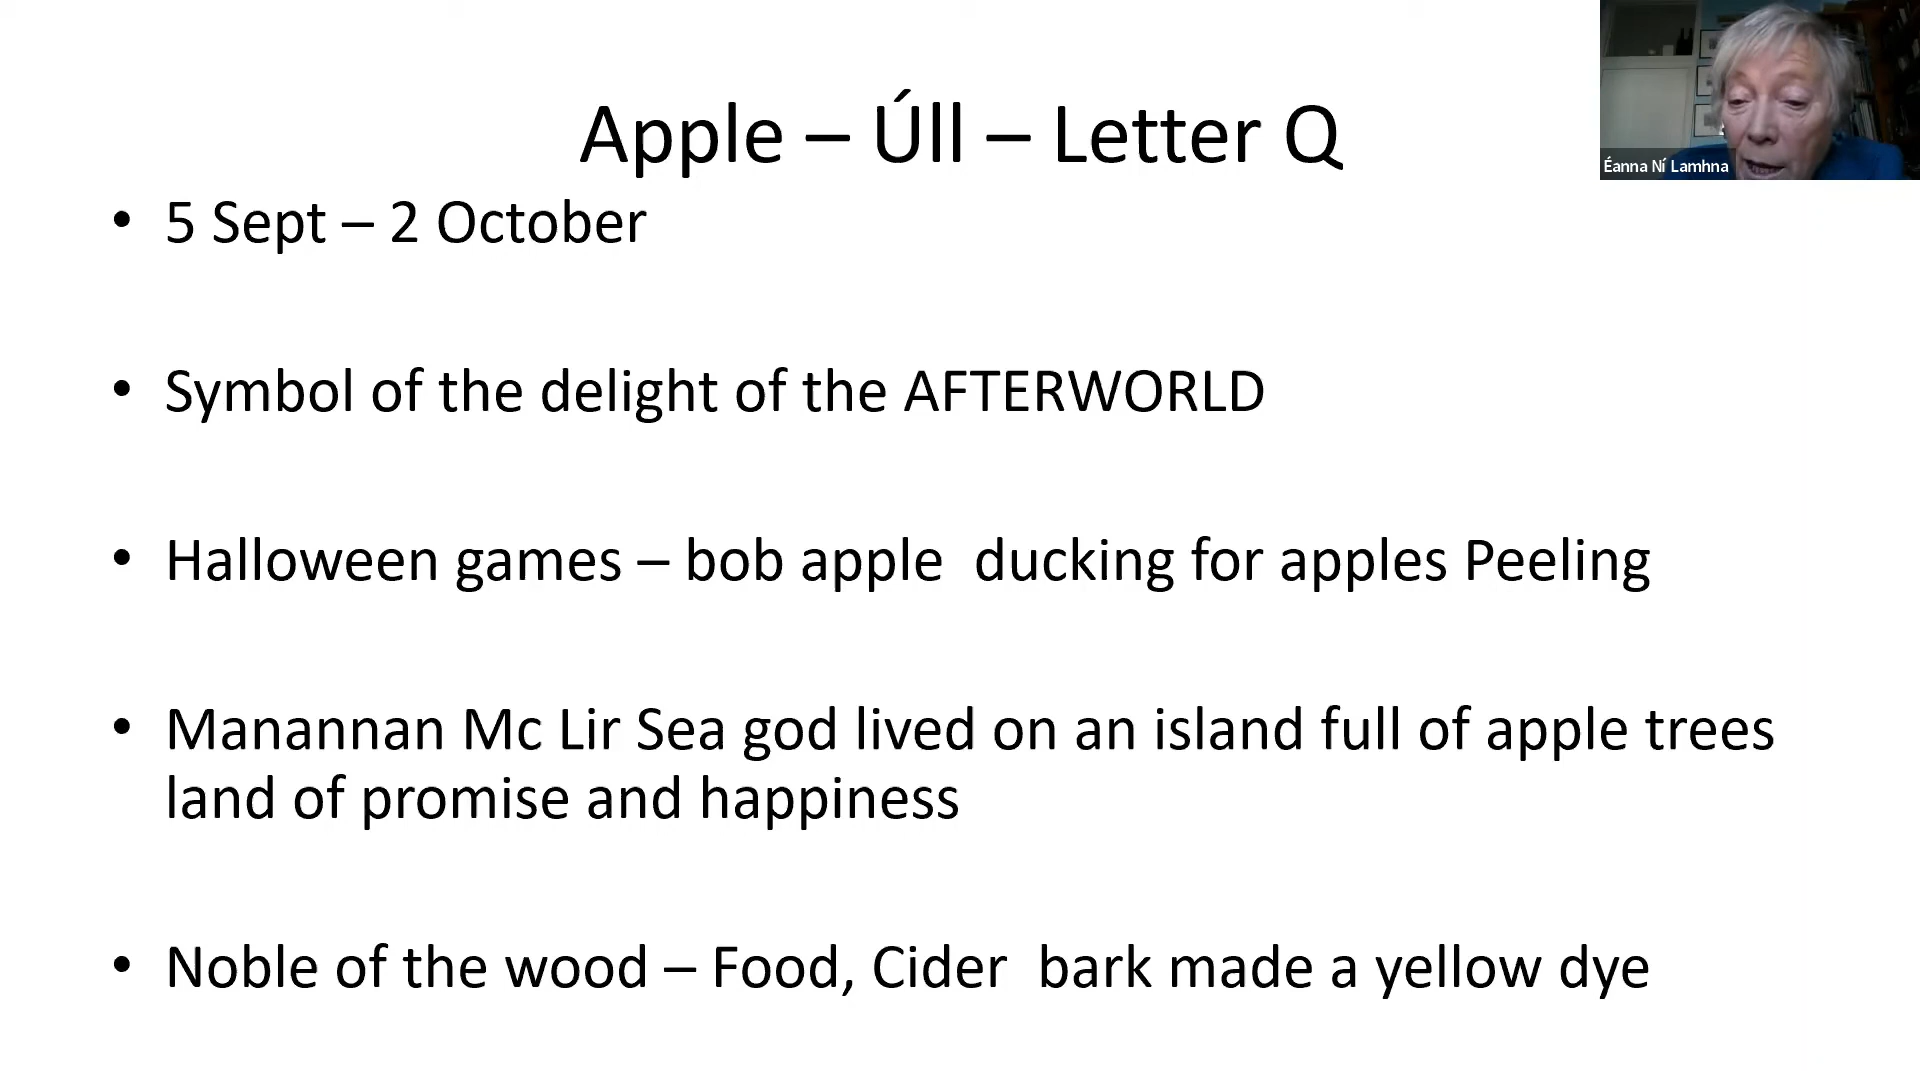 Apple – Úll – Letter Q
Éanna Ní Lamhna
• 5 Sept – 2 October
• Symbol of the delight of the AFTERWORLD
• Halloween games – bob apple  ducking for apples Peeling
• Manannan Mc Lir Sea god lived on an island full of apple trees
land of promise and happiness
• Noble of the wood – Food, Cider  bark made a yellow dye